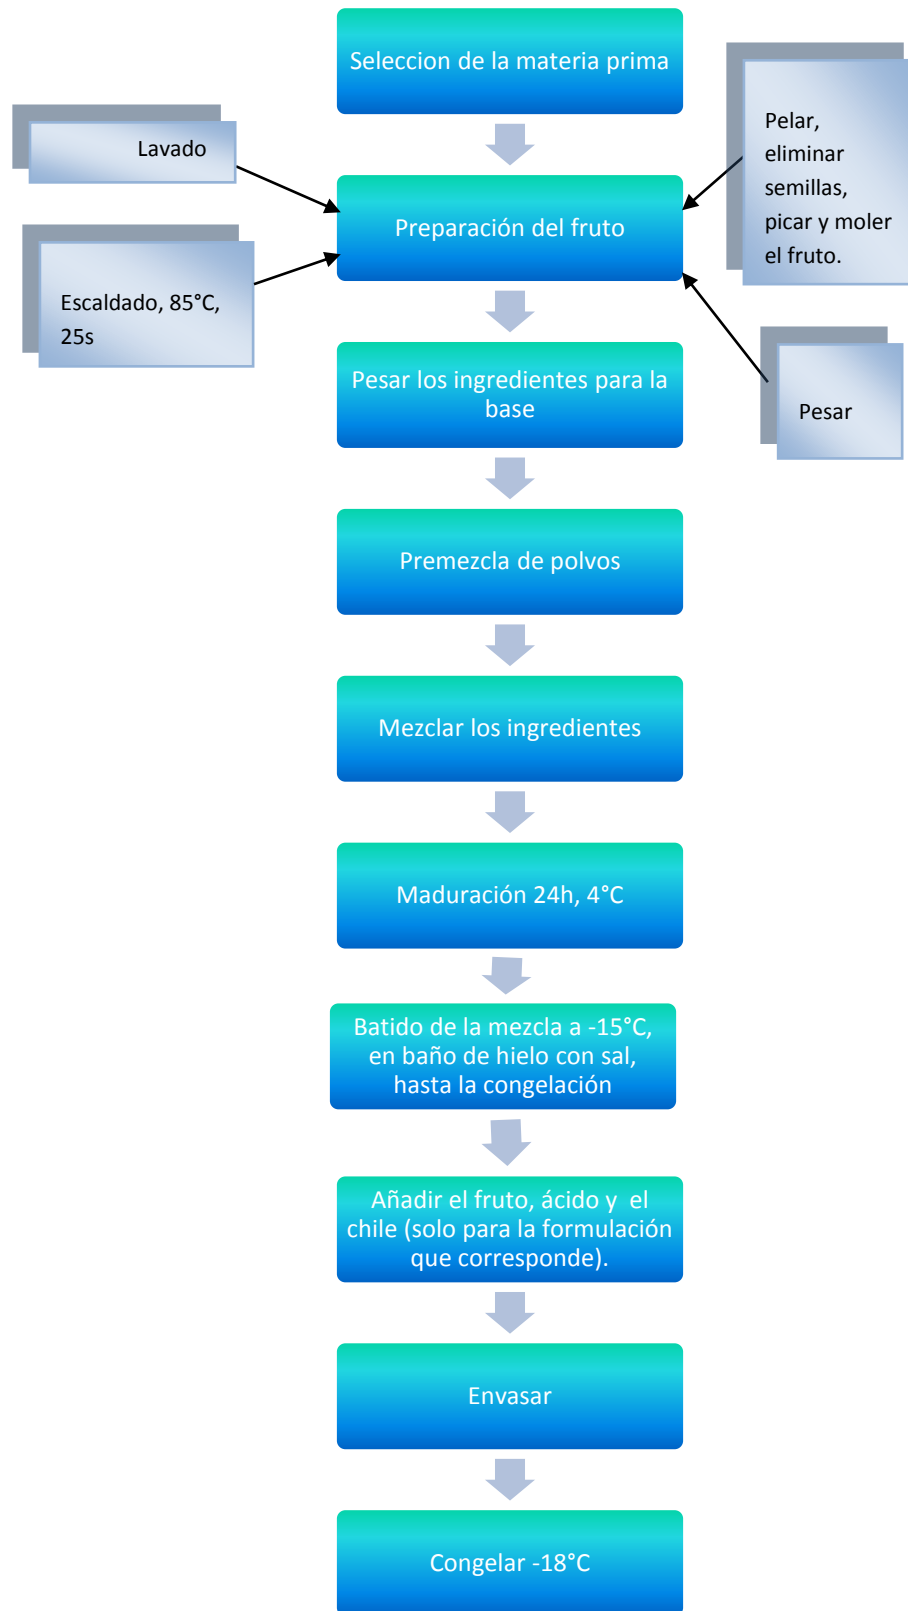 Seleccion de la materia prima
Lavado
Pelar,
eliminar
semillas,
picar y moler
el fruto.
Preparación del fruto
Escaldado, 85°C,
25s
Pesar
Pesar los ingredientes para la
base
Premezcla de polvos
Mezclar los ingredientes
Maduración 24h, 4°C
Batido de la mezcla a -15°C,
en baño de hielo con sal,
hasta la congelación
Añadir el fruto, ácido y  el
chile (solo para la formulación
que corresponde).
Envasar
Congelar -18°C